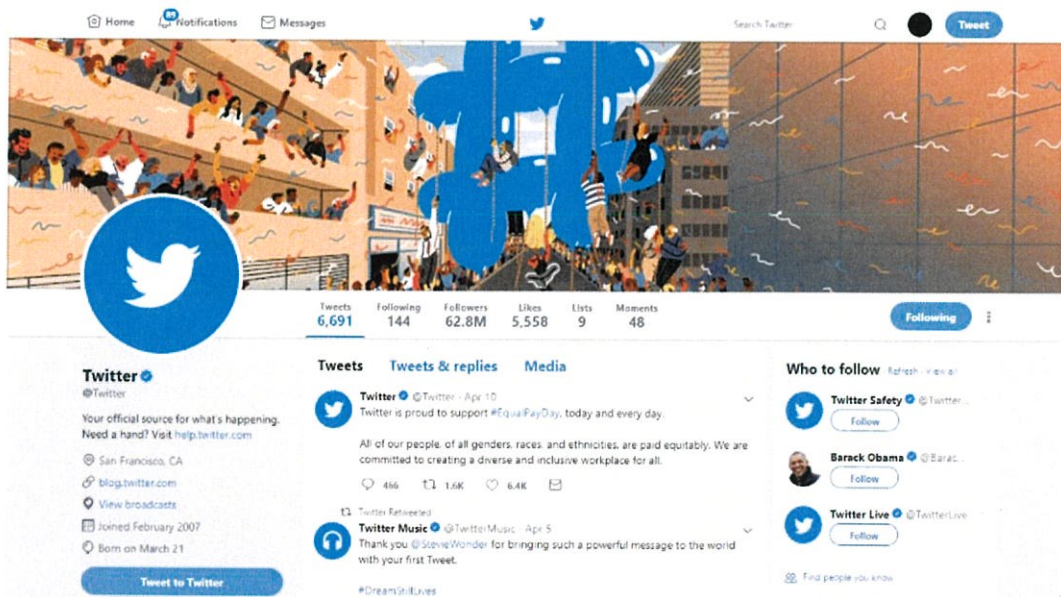 Home
89
Notifications
Messages
Search Twitter
Tweet
Tweets
6,691
Following
144
Followers
62.8M
Likes
5,558
Lists
9
Moments
48
Following
Twitter
@Twitter
Your official source for what's happening.
Need a hand? Visit help.twitter.com
San Francisco, CA
blog.twitter.com
View broadcasts
Joined February 2007
Born on March 21
Tweet to Twitter
Tweets Tweets & replies Media
Twitter @Twitter · Apr 10
Twitter is proud to support #EqualPayDay, today and every day.
All of our people, of all genders, races, and ethnicities, are paid equitably. We are
committed to creating a diverse and inclusive workplace for all.
466 1.6K 6.4K
Twitter Retweeted
Twitter Music @TwitterMusic · Apr 5
Thank you @StevieWonder for bringing such a powerful message to the world
with your first Tweet.
#DreamStillLives
Who to follow · Refresh · View all
Twitter Safety @Twitter...
Follow
Barack Obama @Barac...
Follow
Twitter Live @TwitterLive
Follow
Find people you know